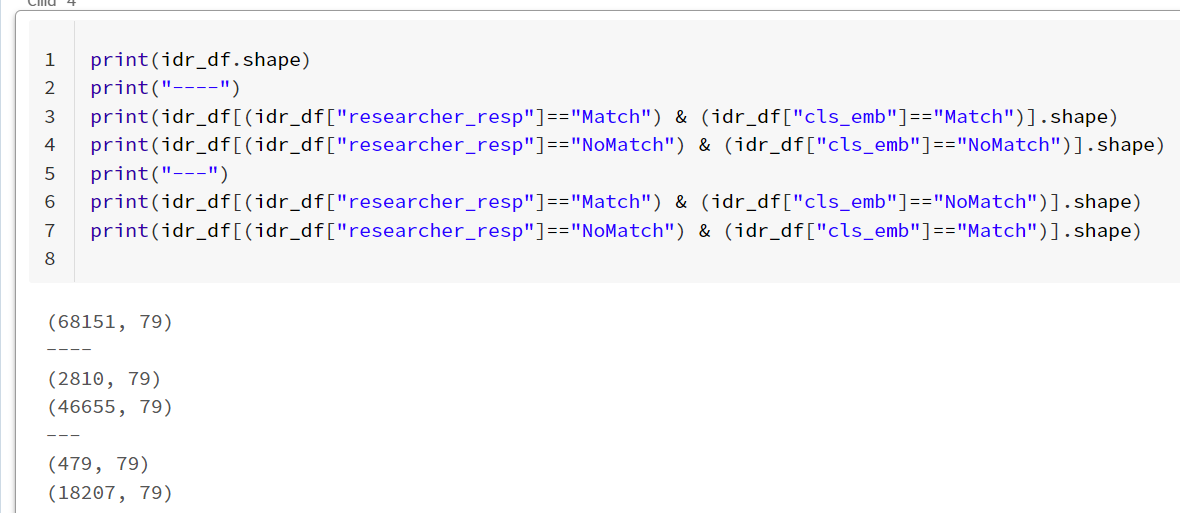 Cmd 4
1 print(idr_df.shape)
2 print("----")
3 print(idr_df[(idr_df["researcher_resp"]=="Match") & (idr_df["cls_emb"]=="Match")].shape)
4 print(idr_df[(idr_df["researcher_resp"]=="NoMatch") & (idr_df["cls_emb"]=="NoMatch")].shape)
5 print("---")
6 print(idr_df[(idr_df["researcher_resp"]=="Match") & (idr_df["cls_emb"]=="NoMatch")].shape)
7 print(idr_df[(idr_df["researcher_resp"]=="NoMatch") & (idr_df["cls_emb"]=="Match")].shape)
8
(68151, 79)
----
(2810, 79)
(46655, 79)
---
(479, 79)
(18207, 79)